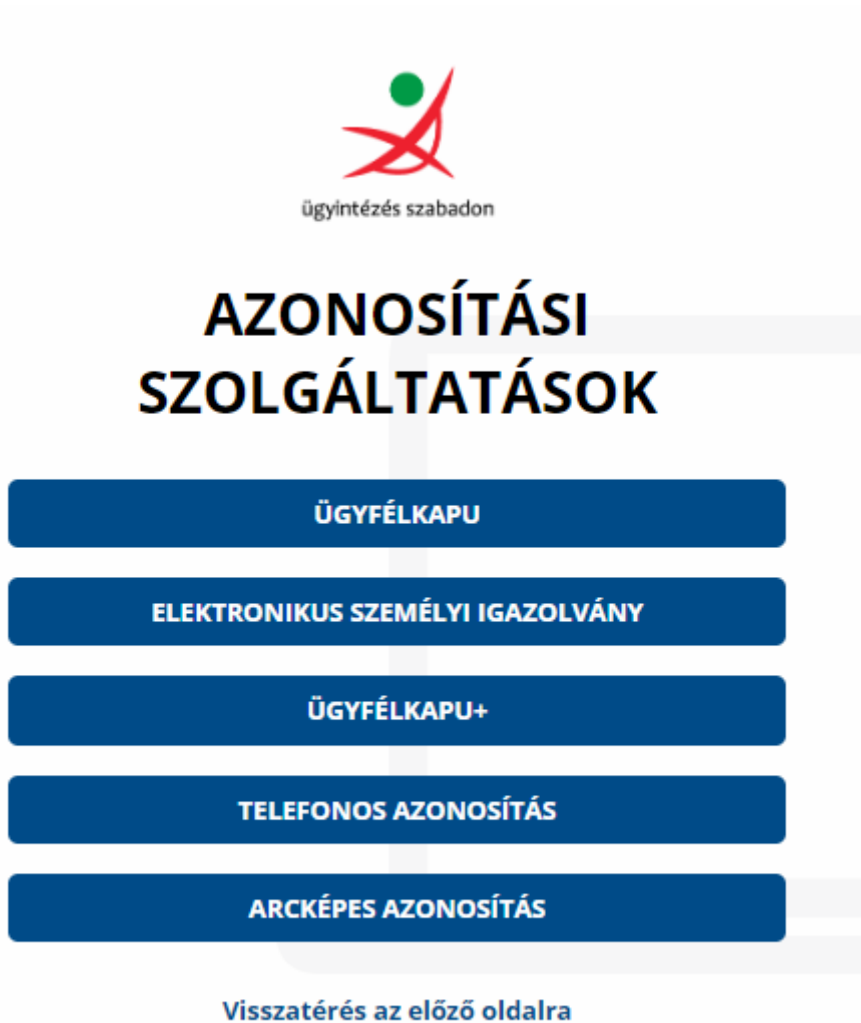 ügyintézés szabadon
AZONOSÍTÁSI
SZOLGÁLTATÁSOK
ÜGYFÉLKAPU
ELEKTRONIKUS SZEMÉLYI IGAZOLVÁNY
ÜGYFÉLKAPU+
TELEFONOS AZONOSÍTÁS
ARCKÉPES AZONOSÍTÁS
Visszatérés az előző oldalra